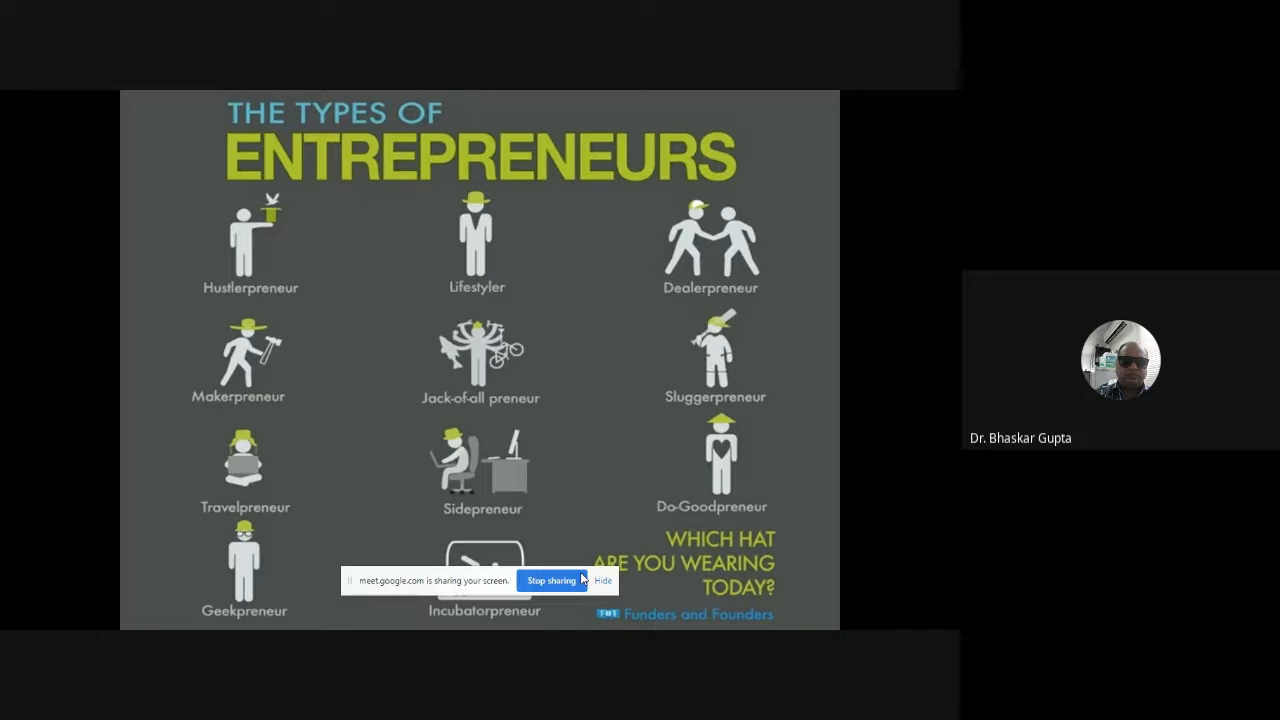 THE TYPES OF
ENTREPRENEURS
Hustlerpreneur
Lifestyler
Dealerpreneur
Makerpreneur
Jack-of-all preneur
Sluggerpreneur
Travelpreneur
Sidepreneur
Do-Goodpreneur
Geekpreneur
Incubatorpreneur
WHICH HAT
ARE YOU WEARING
TODAY?
Funders and Founders
meet.google.com is sharing your screen.
Stop sharing
Hide
Dr. Bhaskar Gupta